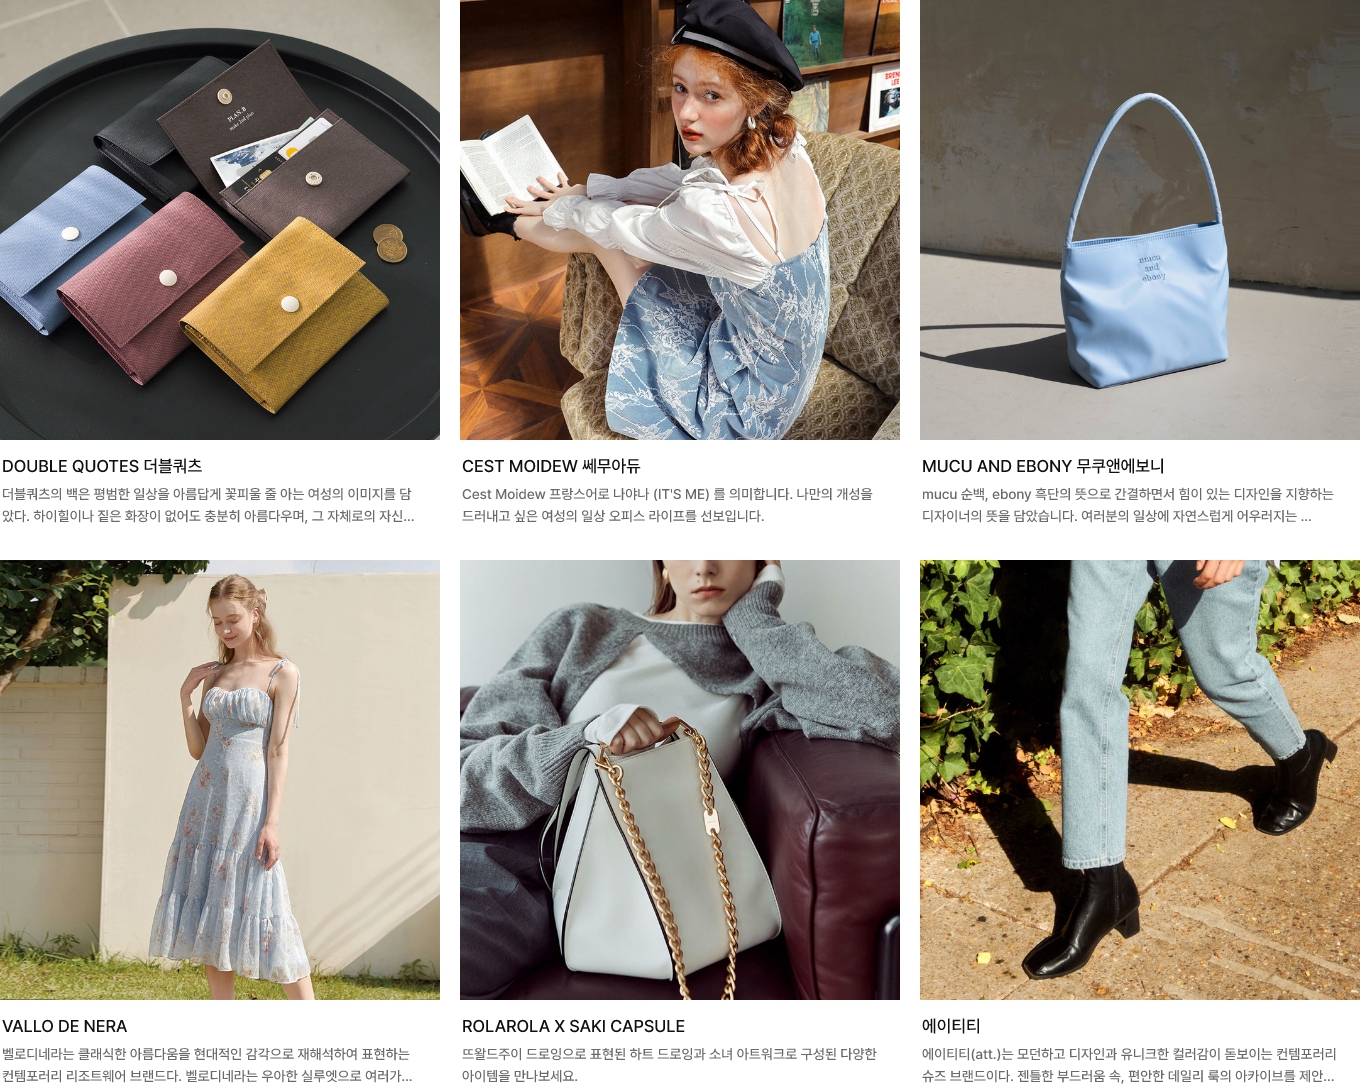 PLAN B
make 3rd plan
BREN
LEE
mucu
and
ebony
DOUBLE QUOTES 더블쿼츠
더블쿼츠의 백은 평범한 일상을 아름답게 꽃피울 줄 아는 여성의 이미지를 담
았다. 하이힐이나 짙은 화장이 없어도 충분히 아름다우며, 그 자체로의 자신...
CEST MOIDEW 쎄무아듀
Cest Moidew 프랑스어로 나야나 (IT'S ME) 를 의미합니다. 나만의 개성을
드러내고 싶은 여성의 일상 오피스 라이프를 선보입니다.
MUCU AND EBONY 무쿠앤에보니
mucu 순백, ebony 흑단의 뜻으로 간결하면서 힘이 있는 디자인을 지향하는
디자이너의 뜻을 담았습니다. 여러분의 일상에 자연스럽게 어우러지는 ...
VALLO DE NERA
벨로디네라는 클래식한 아름다움을 현대적인 감각으로 재해석하여 표현하는
컨템포러리 리조트웨어 브랜드다. 벨로디네라는 우아한 실루엣으로 여러가...
ROLAROLA X SAKI CAPSULE
뜨왈드주이 드로잉으로 표현된 하트 드로잉과 소녀 아트워크로 구성된 다양한
아이템을 만나보세요.
에이티티
에이티티(att.)는 모던하고 디자인과 유니크한 컬러감이 돋보이는 컨템포러리
슈즈 브랜드이다. 젠틀한 부드러움 속, 편안한 데일리 룩의 아카이브를 제안...